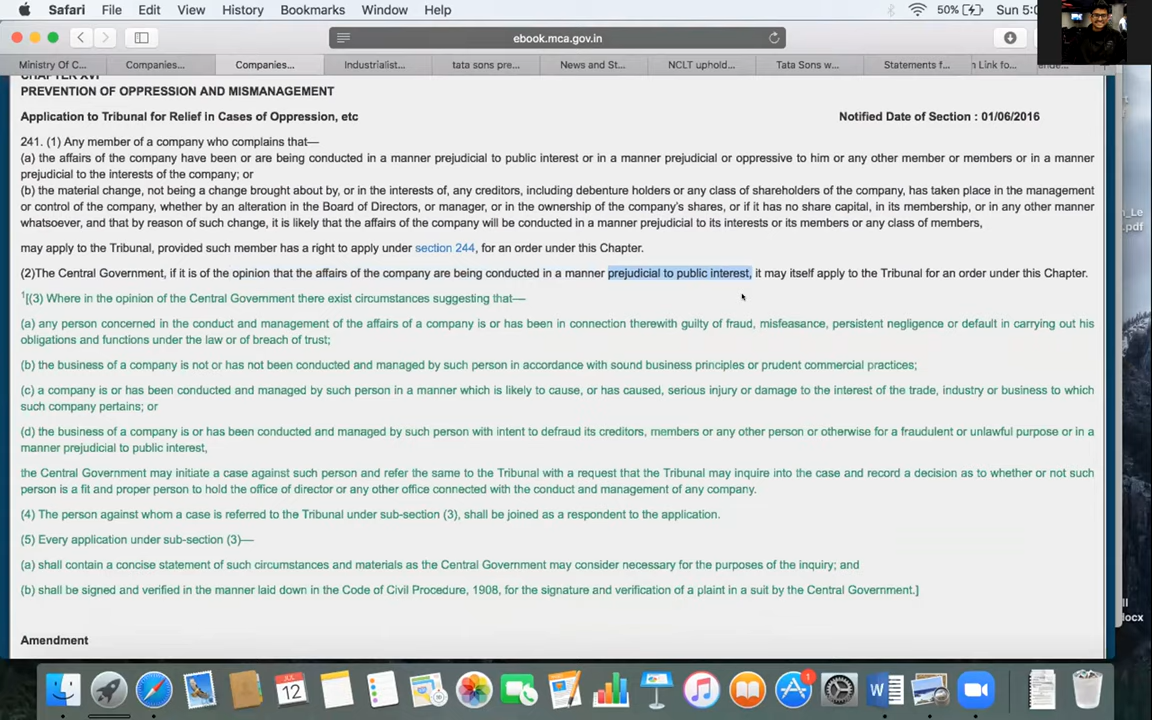 Safari File Edit View History Bookmarks Window Help 50% Sun 5:0
ebook.mca.gov.in
Ministry Of C... Companies... Companies... Industrialist... tata sons pre... News and St... NCLT uphold... Tata Sons w... Statements f... n Link fo...
PREVENTION OF OPPRESSION AND MISMANAGEMENT
Application to Tribunal for Relief in Cases of Oppression, etc Notified Date of Section : 01/06/2016
241. (1) Any member of a company who complains that—
(a) the affairs of the company have been or are being conducted in a manner prejudicial to public interest or in a manner prejudicial or oppressive to him or any other member or members or in a manner
prejudicial to the interests of the company; or
(b) the material change, not being a change brought about by, or in the interests of, any creditors, including debenture holders or any class of shareholders of the company, has taken place in the management
or control of the company, whether by an alteration in the Board of Directors, or manager, or in the ownership of the company's shares, or if it has no share capital, in its membership, or in any other manner
whatsoever, and that by reason of such change, it is likely that the affairs of the company will be conducted in a manner prejudicial to its interests or its members or any class of members,
may apply to the Tribunal, provided such member has a right to apply under section 244, for an order under this Chapter.
(2)The Central Government, if it is of the opinion that the affairs of the company are being conducted in a manner prejudicial to public interest, it may itself apply to the Tribunal for an order under this Chapter.
1[(3) Where in the opinion of the Central Government there exist circumstances suggesting that—
(a) any person concerned in the conduct and management of the affairs of a company is or has been in connection therewith guilty of fraud, misfeasance, persistent negligence or default in carrying out his
obligations and functions under the law or of breach of trust;
(b) the business of a company is not or has not been conducted and managed by such person in accordance with sound business principles or prudent commercial practices;
(c) a company is or has been conducted and managed by such person in a manner which is likely to cause, or has caused, serious injury or damage to the interest of the trade, industry or business to which
such company pertains; or
(d) the business of a company is or has been conducted and managed by such person with intent to defraud its creditors, members or any other person or otherwise for a fraudulent or unlawful purpose or in a
manner prejudicial to public interest,
the Central Government may initiate a case against such person and refer the same to the Tribunal with a request that the Tribunal may inquire into the case and record a decision as to whether or not such
person is a fit and proper person to hold the office of director or any other office connected with the conduct and management of any company.
(4) The person against whom a case is referred to the Tribunal under sub-section (3), shall be joined as a respondent to the application.
(5) Every application under sub-section (3)—
(a) shall contain a concise statement of such circumstances and materials as the Central Government may consider necessary for the purposes of the inquiry; and
(b) shall be signed and verified in the manner laid down in the Code of Civil Procedure, 1908, for the signature and verification of a plaint in a suit by the Central Government.]
Amendment
_Le
.pdf
ll
docx
JUL
12
1